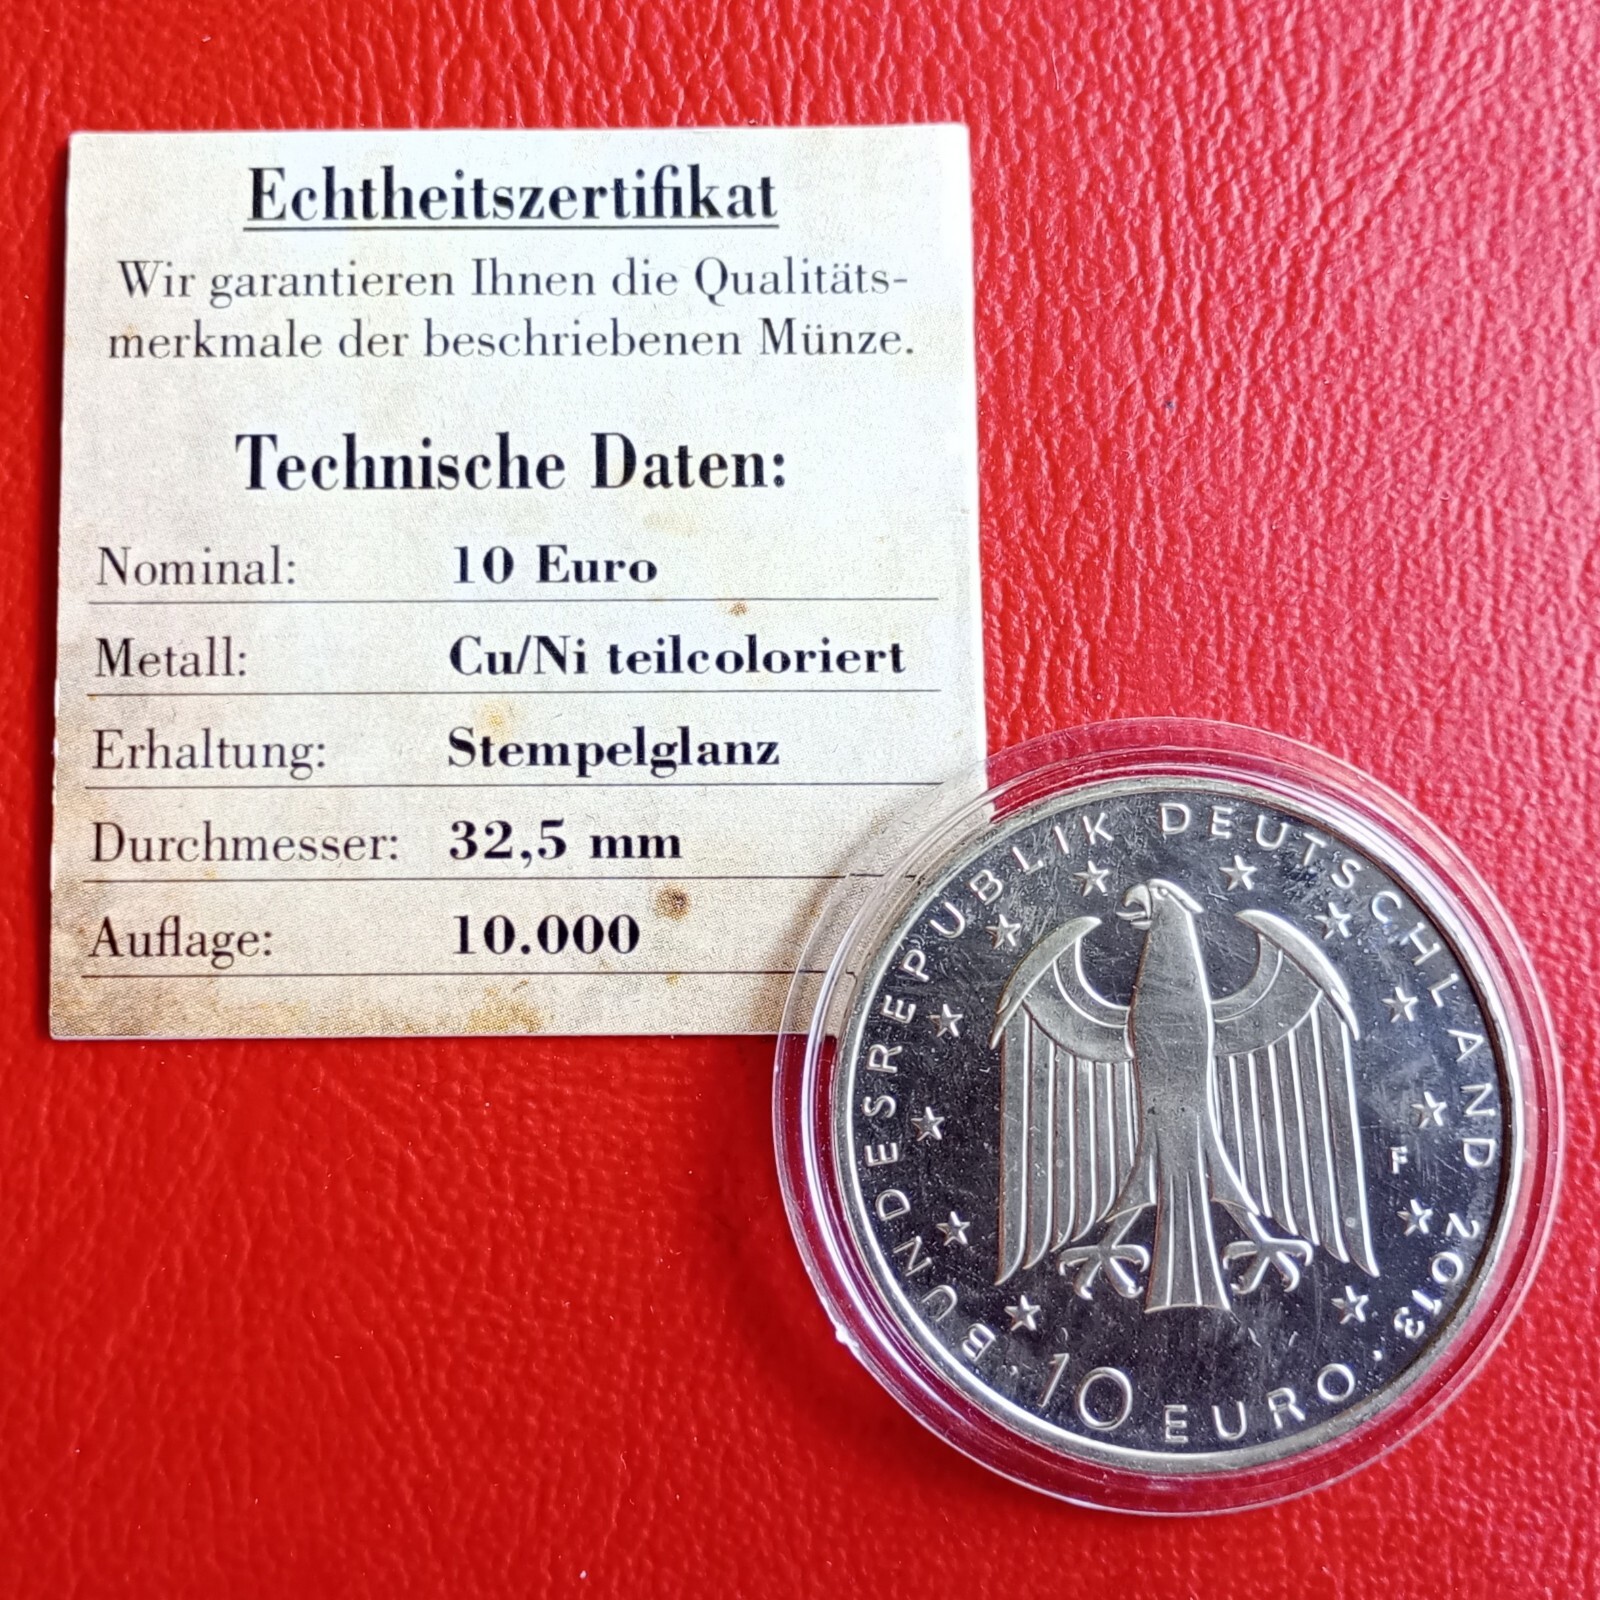 Echtheitszertifikat
Wir garantieren Ihnen die Qualitäts-
merkmale der beschriebenen Münze.
Technische Daten:
Nominal: 10 Euro
Metall: Cu/Ni teilcoloriert
Erhaltung: Stempelglanz
Durchmesser: 32,5 mm
Auflage: 10.000
BUNDESREPUBLIK DEUTSCHLAND 2013
F
10 EURO